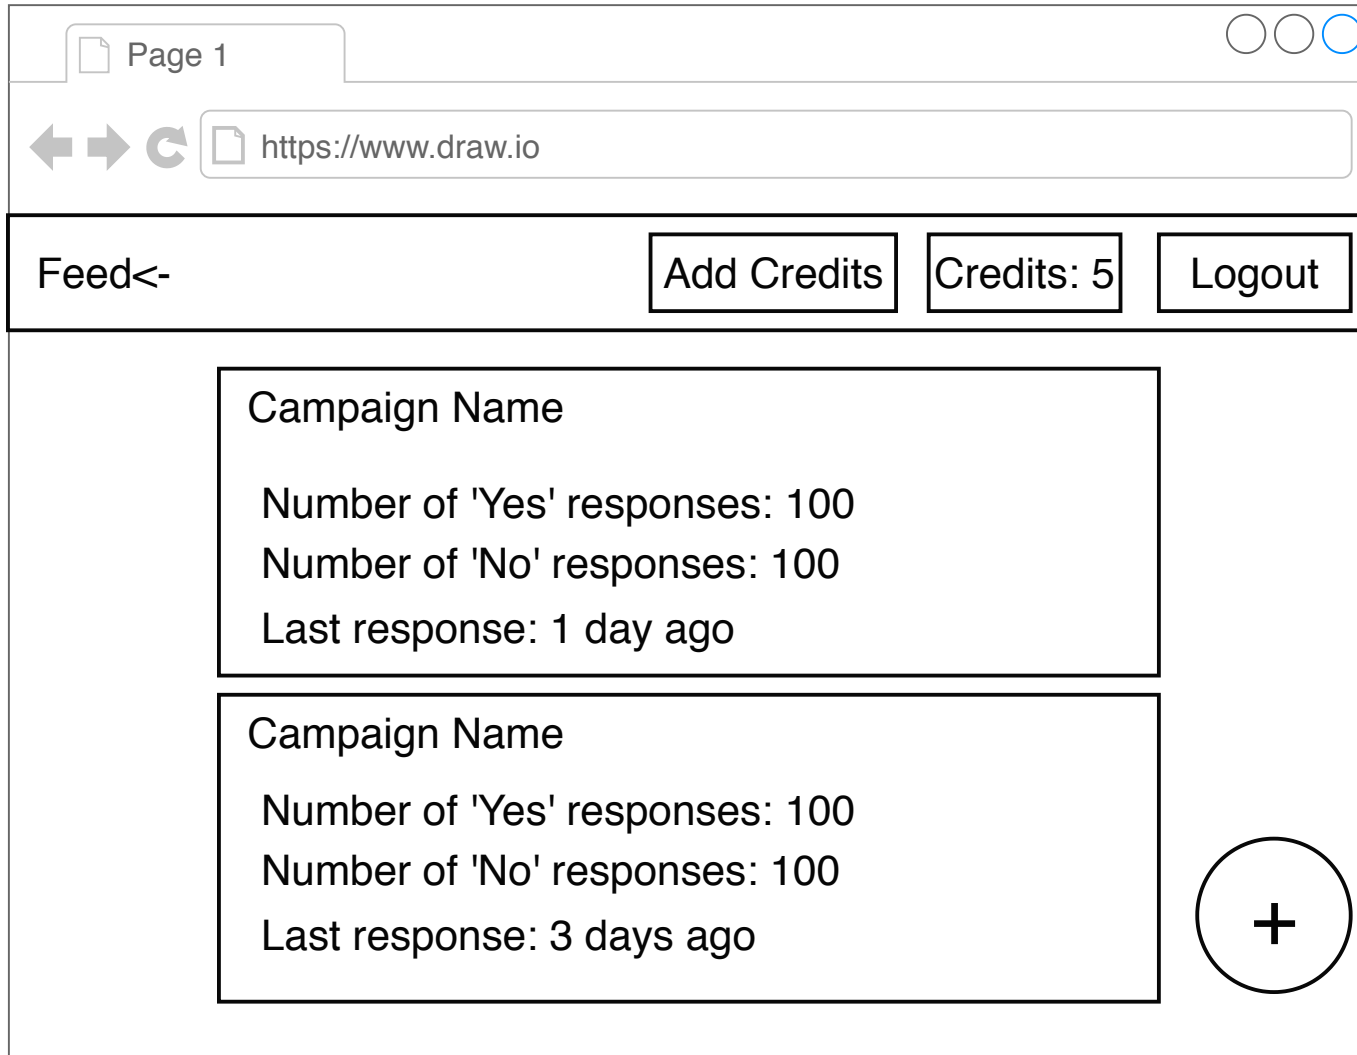 Page 1
https://www.draw.io
Feed<- Add Credits Credits: 5 Logout
Campaign Name
Number of 'Yes' responses: 100
Number of 'No' responses: 100
Last response: 1 day ago
Campaign Name
Number of 'Yes' responses: 100
Number of 'No' responses: 100
Last response: 3 days ago
+